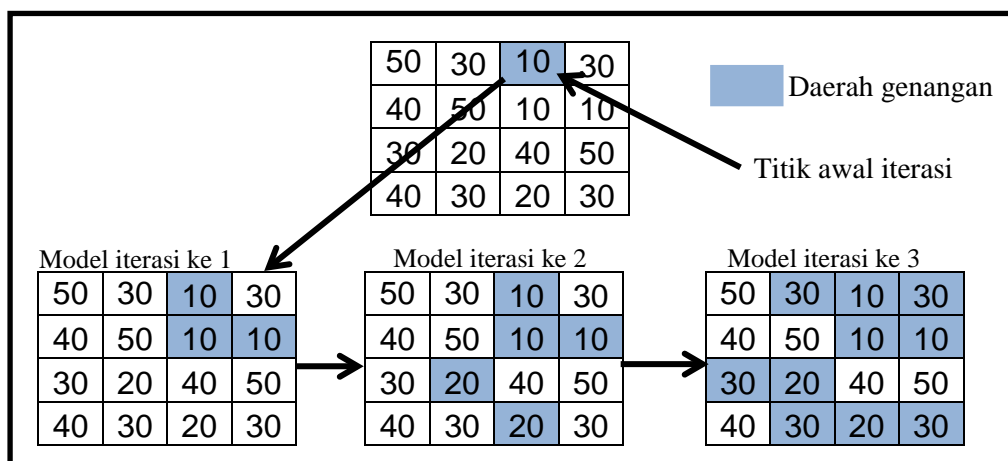 50 30 10 30
40 50 10 10
30 20 40 50
40 30 20 30
Daerah genangan
Titik awal iterasi
Model iterasi ke 1
50 30 10 30
40 50 10 10
30 20 40 50
40 30 20 30
Model iterasi ke 2
50 30 10 30
40 50 10 10
30 20 40 50
40 30 20 30
Model iterasi ke 3
50 30 10 30
40 50 10 10
30 20 40 50
40 30 20 30